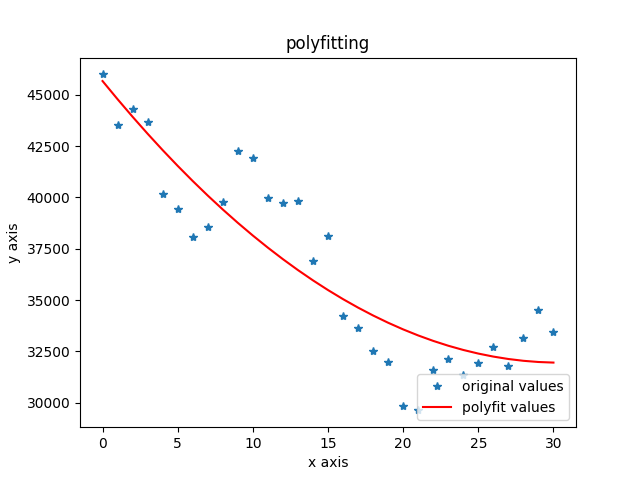 polyfitting
45000
42500
40000
37500
35000
32500
30000
y axis
0 5 10 15 20 25 30
x axis
original values
polyfit values